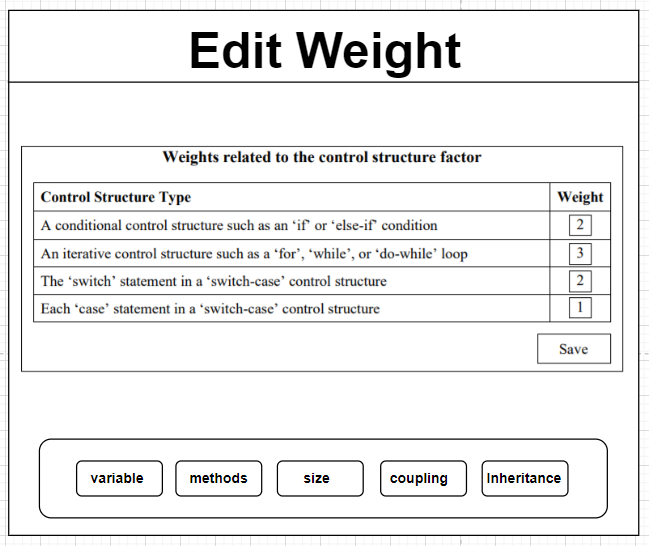 Edit Weight
Weights related to the control structure factor
Control Structure Type Weight
A conditional control structure such as an ‘if’ or ‘else-if’ condition 2
An iterative control structure such as a ‘for’, ‘while’, or ‘do-while’ loop 3
The ‘switch’ statement in a ‘switch-case’ control structure 2
Each ‘case’ statement in a ‘switch-case’ control structure 1
Save
variable methods size coupling Inheritance